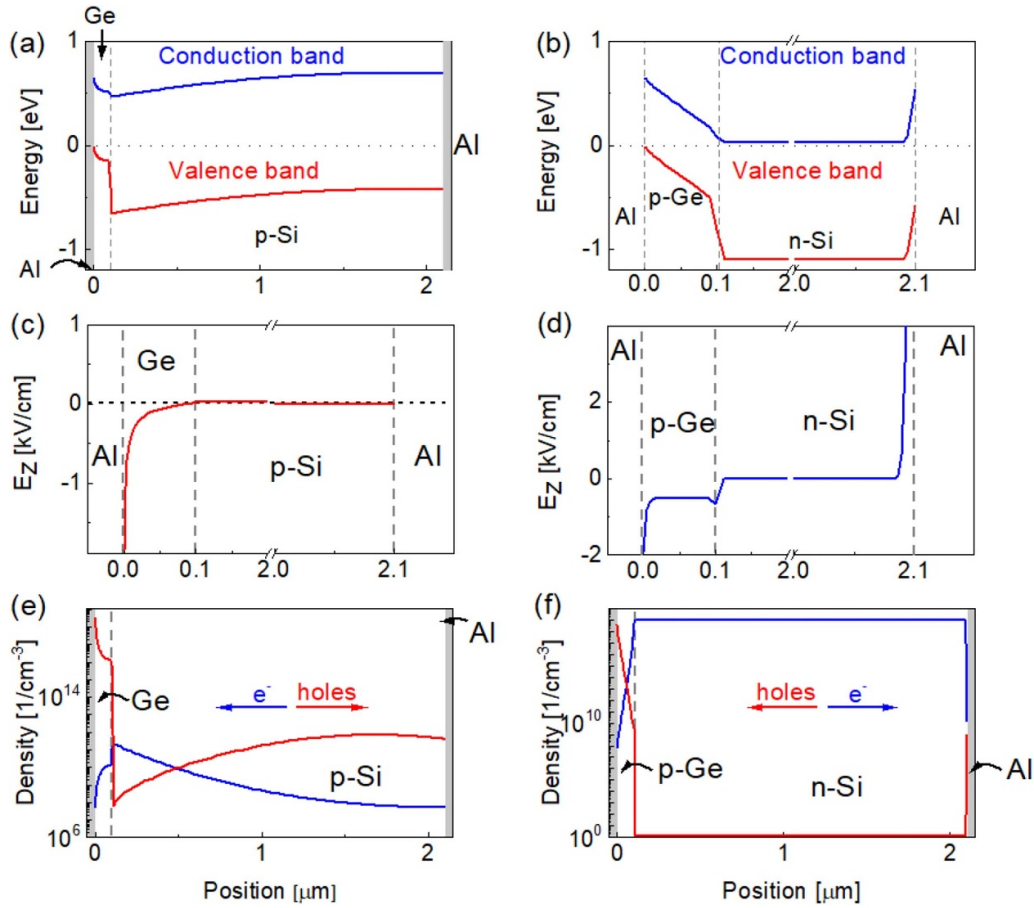 Ge
(a)
1
Conduction band
0
Valence band
-1
p-Si
Al
Al
Energy [eV]
0
1
2
(b)
1
Conduction band
0
Valence band
-1
p-Ge
n-Si
Al
Al
Energy [eV]
0.0
0.1
2.0
2.1
(c)
1
Ge
0
-1
Al
p-Si
Al
EZ [kV/cm]
0.0
0.1
2.0
2.1
(d)
Al
Al
2
p-Ge
n-Si
0
-2
EZ [kV/cm]
0.0
0.1
2.0
2.1
(e)
Al
10^14
Ge
e-
holes
p-Si
10^6
Density [1/cm^-3]
0
1
2
Position [μm]
(f)
10^10
holes
e-
p-Ge
n-Si
Al
10^0
Density [1/cm^-3]
0
1
2
Position [μm]